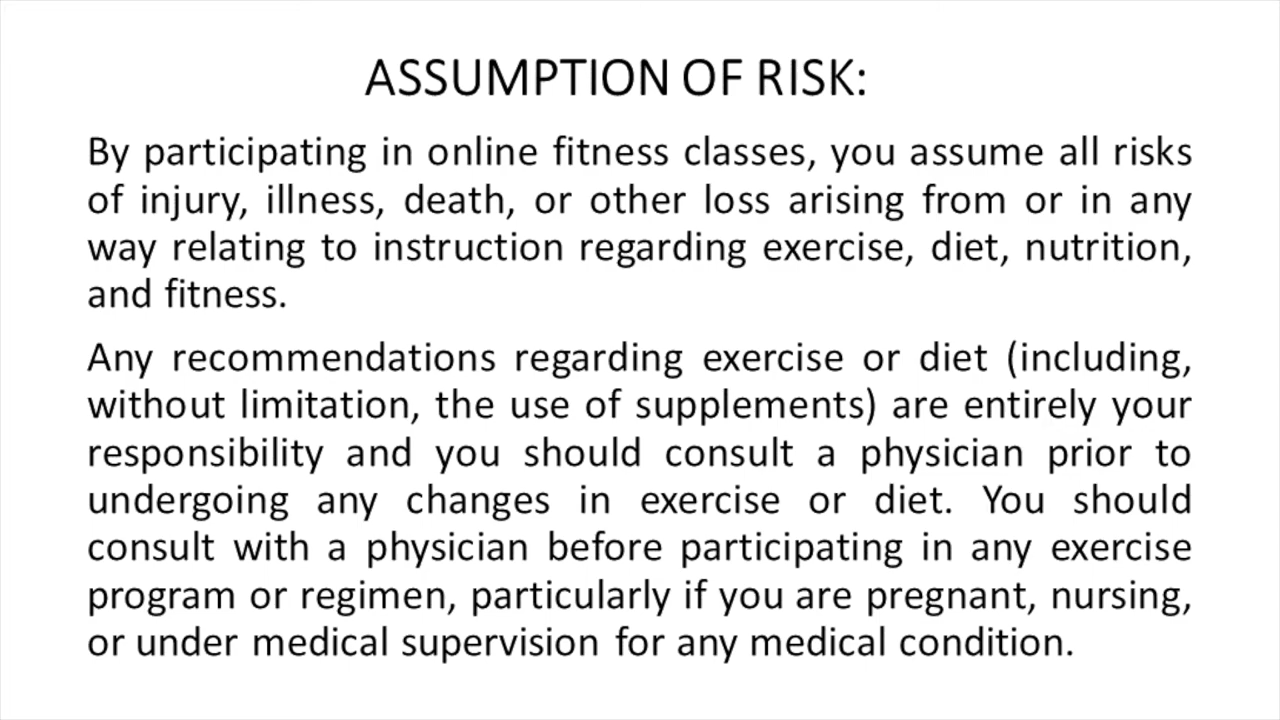 ASSUMPTION OF RISK:
By participating in online fitness classes, you assume all risks
of injury, illness, death, or other loss arising from or in any
way relating to instruction regarding exercise, diet, nutrition,
and fitness.
Any recommendations regarding exercise or diet (including,
without limitation, the use of supplements) are entirely your
responsibility and you should consult a physician prior to
undergoing any changes in exercise or diet. You should
consult with a physician before participating in any exercise
program or regimen, particularly if you are pregnant, nursing,
or under medical supervision for any medical condition.